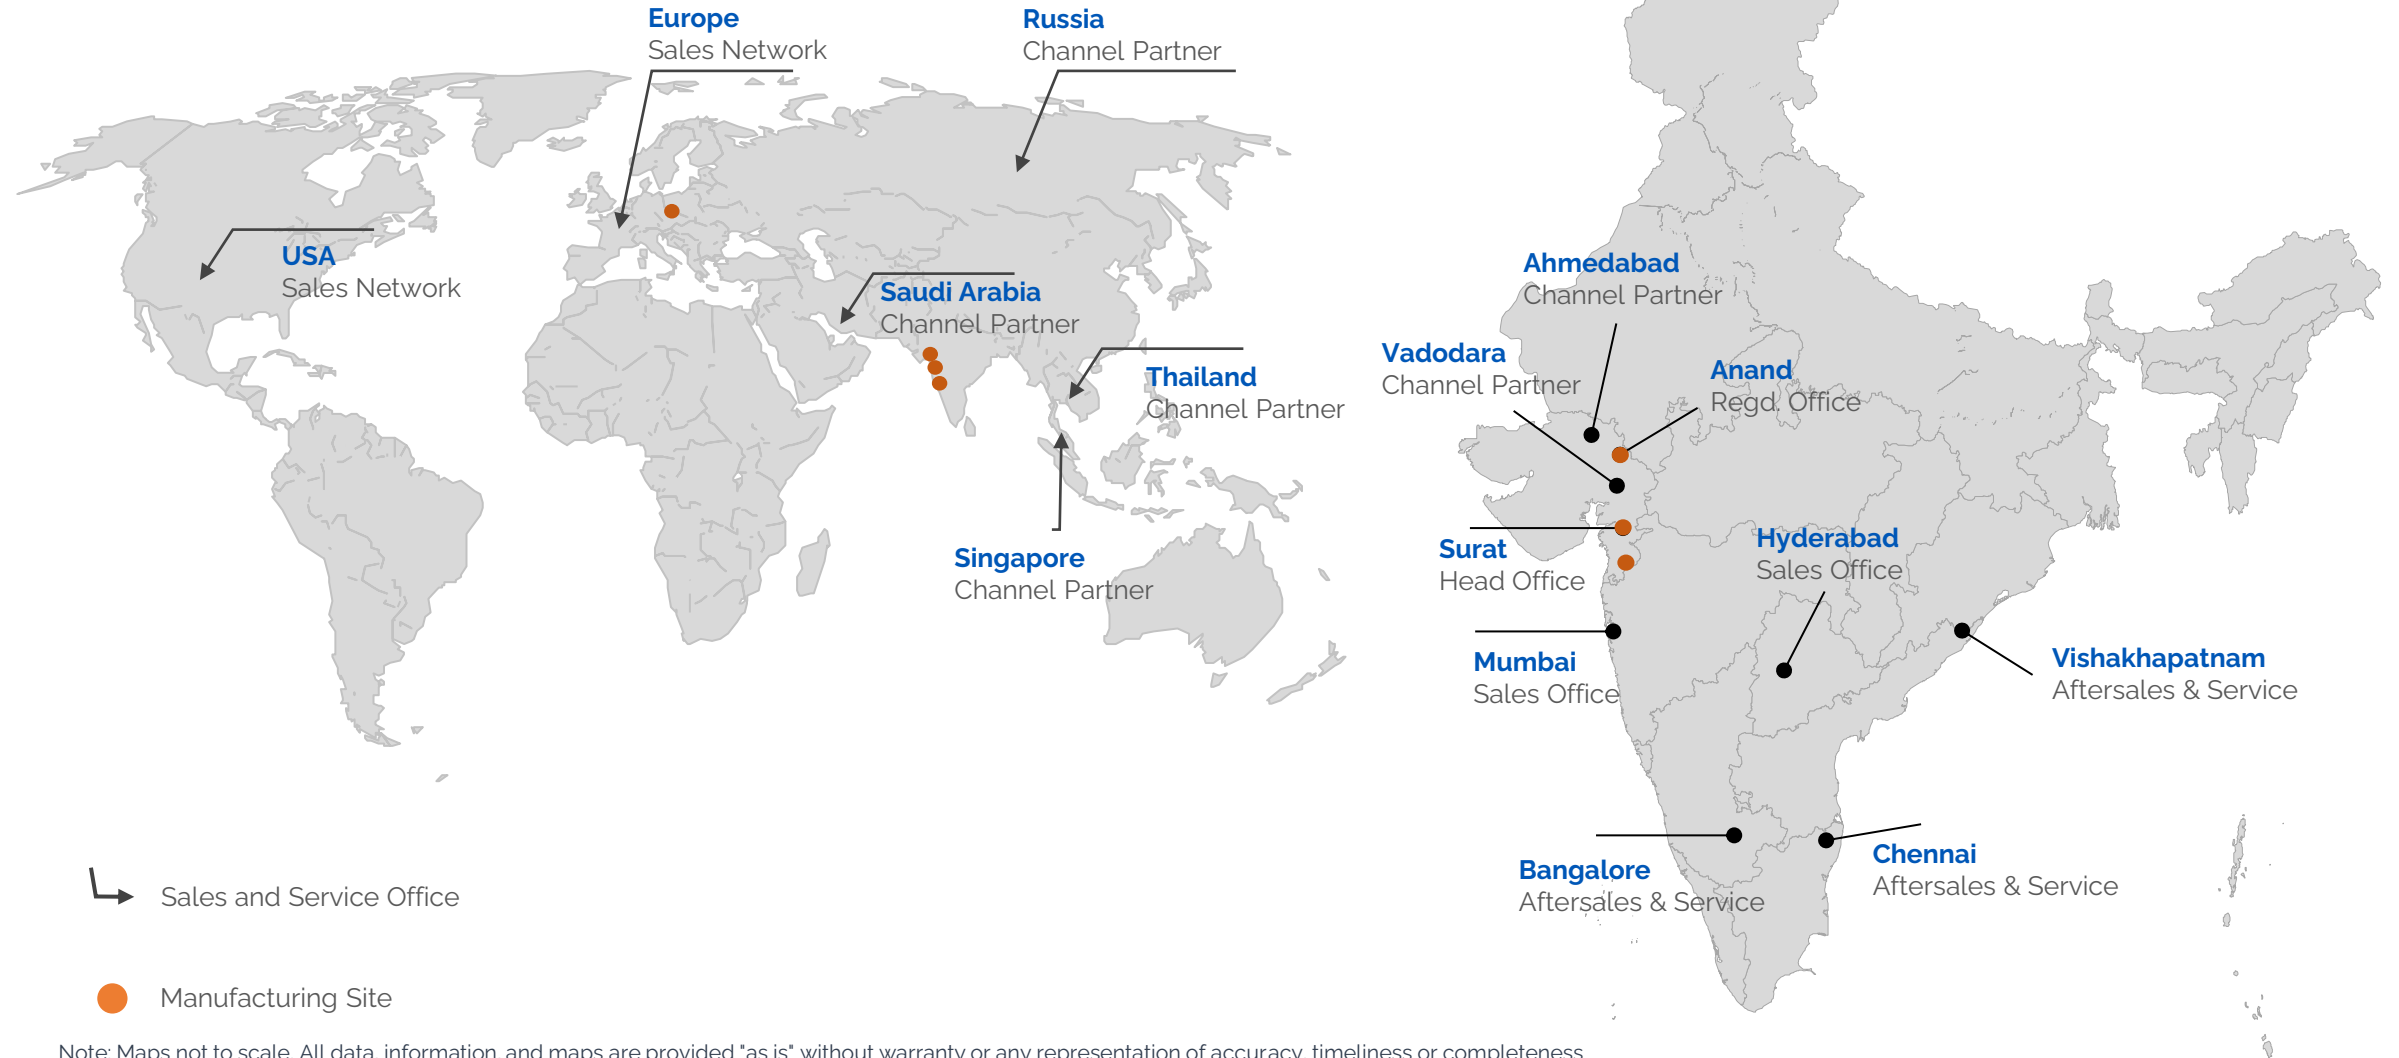 Europe
Sales Network
Russia
Channel Partner
USA
Sales Network
Saudi Arabia
Channel Partner
Thailand
Channel Partner
Singapore
Channel Partner
Ahmedabad
Channel Partner
Vadodara
Channel Partner
Anand
Regd. Office
Surat
Head Office
Hyderabad
Sales Office
Mumbai
Sales Office
Vishakhapatnam
Aftersales & Service
Bangalore
Aftersales & Service
Chennai
Aftersales & Service
Sales and Service Office
Manufacturing Site
Note: Maps not to scale. All data, information, and maps are provided "as is" without warranty or any representation of accuracy, timeliness or completeness